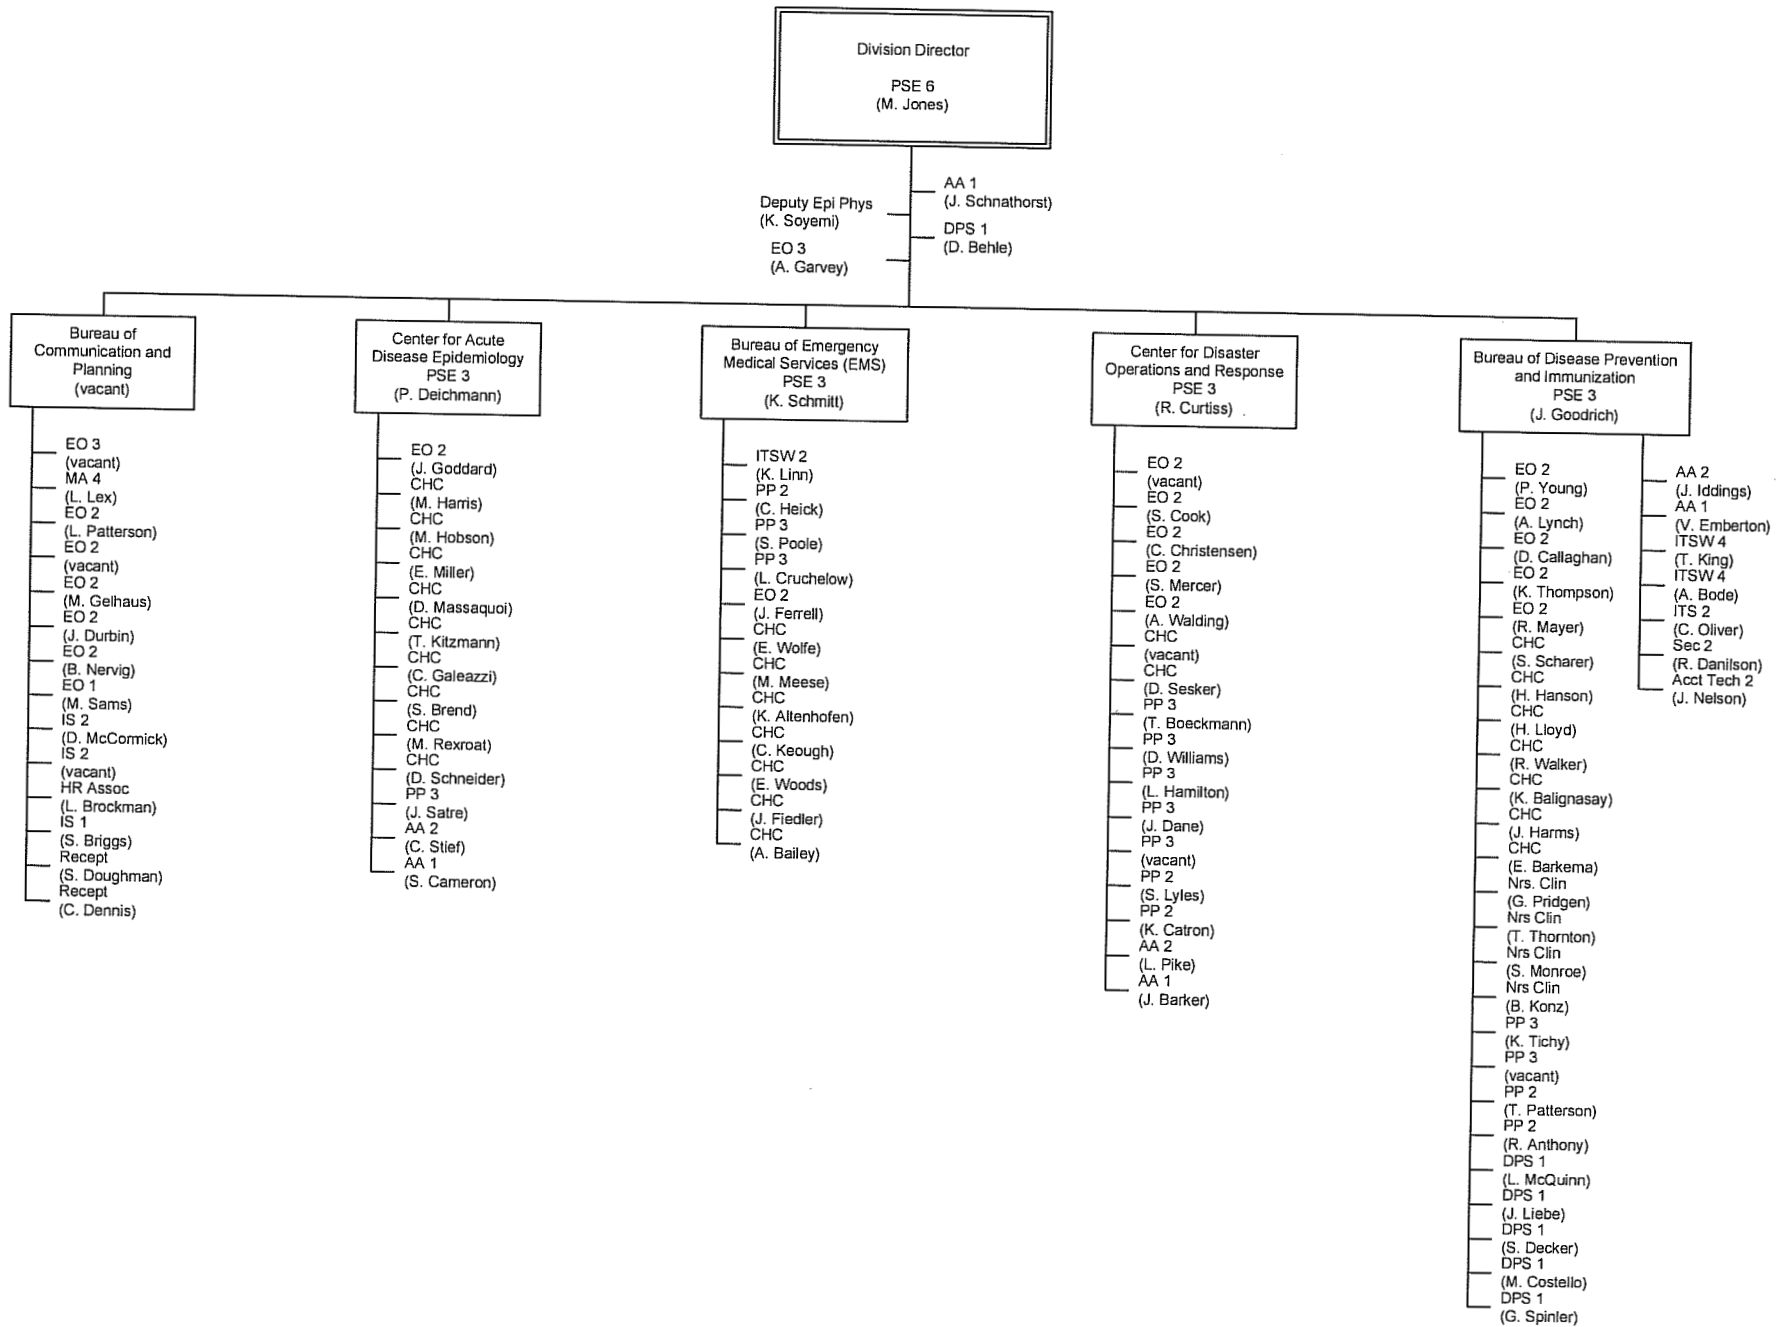 Division Director
PSE 6
(M. Jones)
AA 1
(J. Schnathorst)
Deputy Epi Phys
(K. Soyemi)
DPS 1
(D. Behle)
EO 3
(A. Garvey)
Bureau of
Communication and
Planning
(vacant)
EO 3
(vacant)
MA 4
(L. Lex)
EO 2
(L. Patterson)
EO 2
(vacant)
EO 2
(M. Gelhaus)
EO 2
(J. Durbin)
EO 2
(B. Nervig)
EO 1
(M. Sams)
IS 2
(D. McCormick)
IS 2
(vacant)
HR Assoc
(L. Brockman)
IS 1
(S. Briggs)
Recept
(S. Doughman)
Recept
(C. Dennis)
Center for Acute
Disease Epidemiology
PSE 3
(P. Deichmann)
EO 2
(J. Goddard)
CHC
(M. Harris)
CHC
(M. Hobson)
CHC
(E. Miller)
CHC
(D. Massaquoi)
CHC
(T. Kitzmann)
CHC
(C. Galeazzi)
CHC
(S. Brend)
CHC
(M. Rexroat)
CHC
(D. Schneider)
PP 3
(J. Satre)
AA 2
(C. Stief)
AA 1
(S. Cameron)
Bureau of Emergency
Medical Services (EMS)
PSE 3
(K. Schmitt)
ITSW 2
(K. Linn)
PP 2
(C. Heick)
PP 3
(S. Poole)
PP 3
(L. Cruchelow)
EO 2
(J. Ferrell)
CHC
(E. Wolfe)
CHC
(M. Meese)
CHC
(K. Altenhofen)
CHC
(C. Keough)
CHC
(E. Woods)
CHC
(J. Fiedler)
CHC
(A. Bailey)
Center for Disaster
Operations and Response
PSE 3
(R. Curtiss)
EO 2
(vacant)
EO 2
(S. Cook)
EO 2
(C. Christensen)
EO 2
(S. Mercer)
EO 2
(A. Walding)
CHC
(vacant)
CHC
(D. Sesker)
PP 3
(T. Boeckmann)
PP 3
(D. Williams)
PP 3
(L. Hamilton)
PP 3
(J. Dane)
PP 3
(vacant)
PP 2
(S. Lyles)
PP 2
(K. Catron)
AA 2
(L. Pike)
AA 1
(J. Barker)
Bureau of Disease Prevention
and Immunization
PSE 3
(J. Goodrich)
EO 2
(P. Young)
EO 2
(A. Lynch)
EO 2
(D. Callaghan)
EO 2
(K. Thompson)
EO 2
(R. Mayer)
CHC
(S. Scharer)
CHC
(H. Hanson)
CHC
(H. Lloyd)
CHC
(R. Walker)
CHC
(K. Balignasay)
CHC
(J. Harms)
CHC
(E. Barkema)
Nrs. Clin
(G. Pridgen)
Nrs Clin
(T. Thornton)
Nrs Clin
(S. Monroe)
Nrs Clin
(B. Konz)
PP 3
(K. Tichy)
PP 3
(vacant)
PP 2
(T. Patterson)
PP 2
(R. Anthony)
DPS 1
(L. McQuinn)
DPS 1
(J. Liebe)
DPS 1
(S. Decker)
DPS 1
(M. Costello)
DPS 1
(G. Spinler)
AA 2
(J. Iddings)
AA 1
(V. Emberton)
ITSW 4
(T. King)
ITSW 4
(A. Bode)
ITS 2
(C. Oliver)
Sec 2
(R. Danilson)
Acct Tech 2
(J. Nelson)